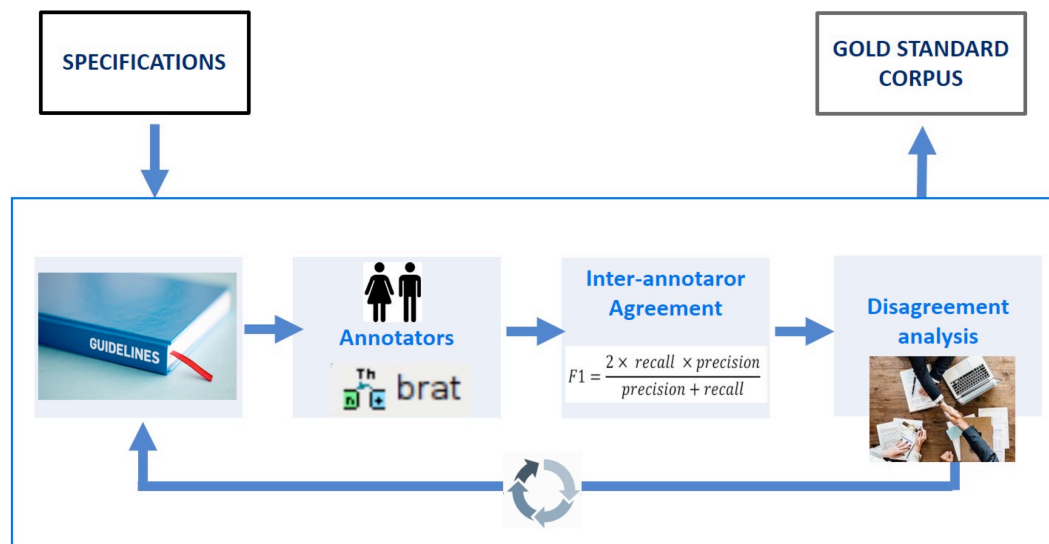 SPECIFICATIONS
GOLD STANDARD
CORPUS
GUIDELINES
Annotators
Th
n +
brat
Inter-annotaror
Agreement
F1 = 2 × recall × precision
precision + recall
Disagreement
analysis